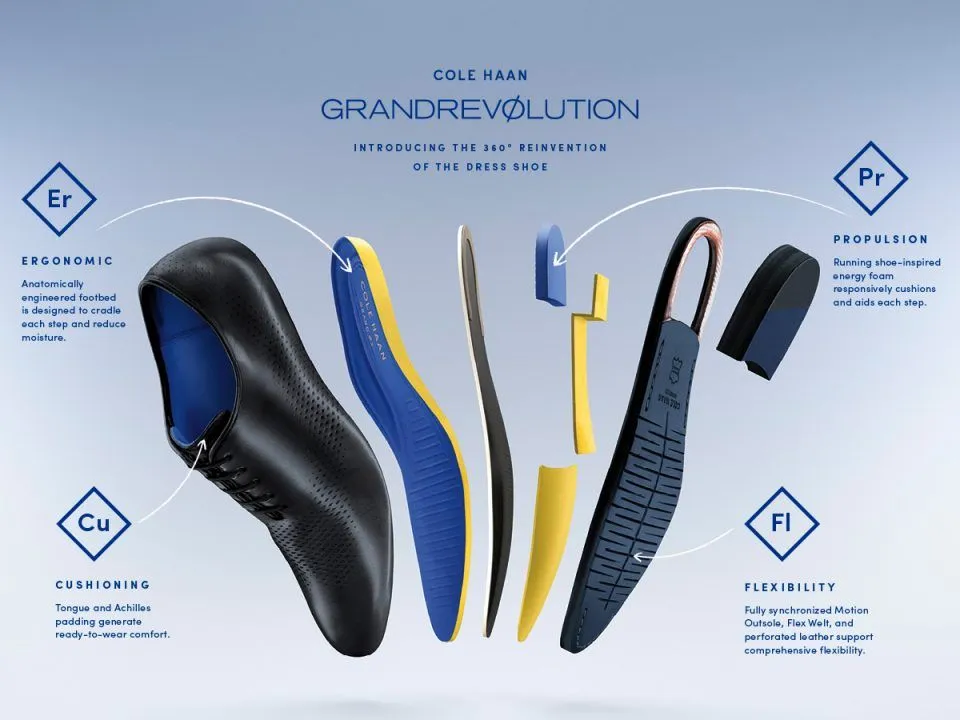 COLE HAAN
GRANDREVØLUTION
INTRODUCING THE 360° REINVENTION
OF THE DRESS SHOE
Er
ERGONOMIC
Anatomically
engineered footbed
is designed to cradle
each step and reduce
moisture.
Pr
PROPULSION
Running shoe-inspired
energy foam
responsively cushions
and aids each step.
COLE HAAN
Cu
CUSHIONING
Tongue and Achilles
padding generate
ready-to-wear comfort.
Fl
FLEXIBILITY
Fully synchronized Motion
Outsole, Flex Welt, and
perforated leather support
comprehensive flexibility.